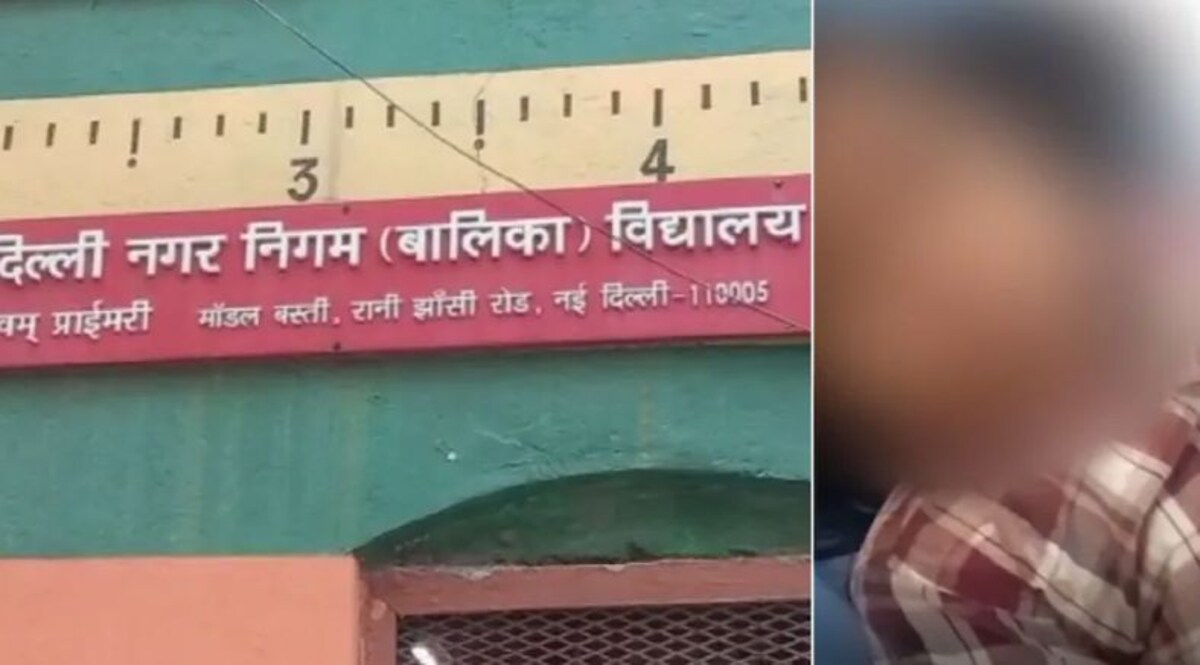 3 4
दिल्ली नगर निगम (बालिका) विद्यालय
प्राईमरी मॉडल बस्ती, रानी झाँसी रोड, नई दिल्ली-110005